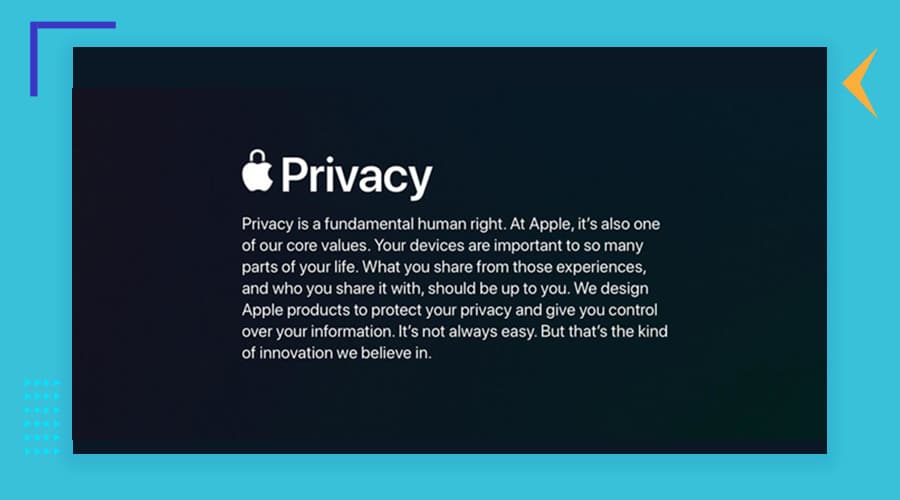 Privacy
Privacy is a fundamental human right. At Apple, it’s also one
of our core values. Your devices are important to so many
parts of your life. What you share from those experiences,
and who you share it with, should be up to you. We design
Apple products to protect your privacy and give you control
over your information. It’s not always easy. But that’s the kind
of innovation we believe in.